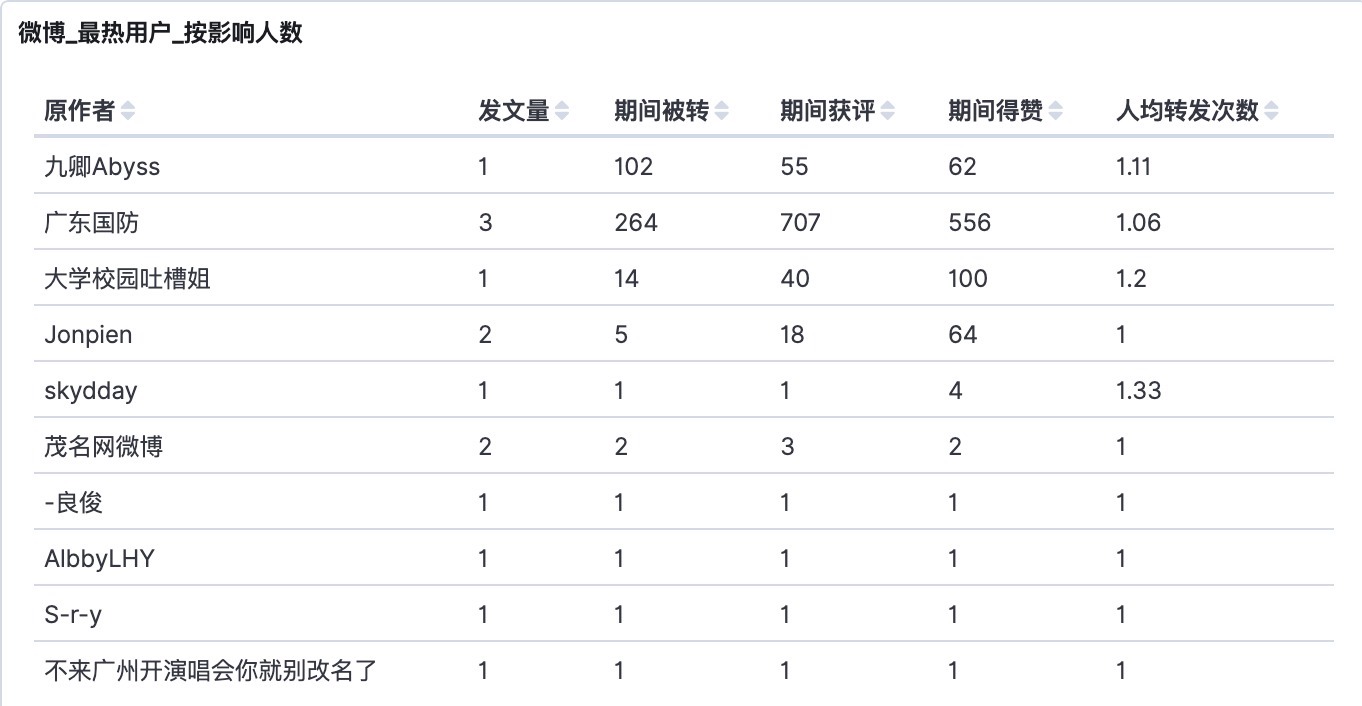 微博_最热用户_按影响人数
原作者 发文量 期间被转 期间获评 期间得赞 人均转发次数
九卿Abyss 1 102 55 62 1.11
广东国防 3 264 707 556 1.06
大学校园吐槽姐 1 14 40 100 1.2
Jonpien 2 5 18 64 1
skydday 1 1 1 4 1.33
茂名网微博 2 2 3 2 1
-良俊 1 1 1 1 1
AlbbyLHY 1 1 1 1 1
S-r-y 1 1 1 1 1
不来广州开演唱会你就别改名了 1 1 1 1 1